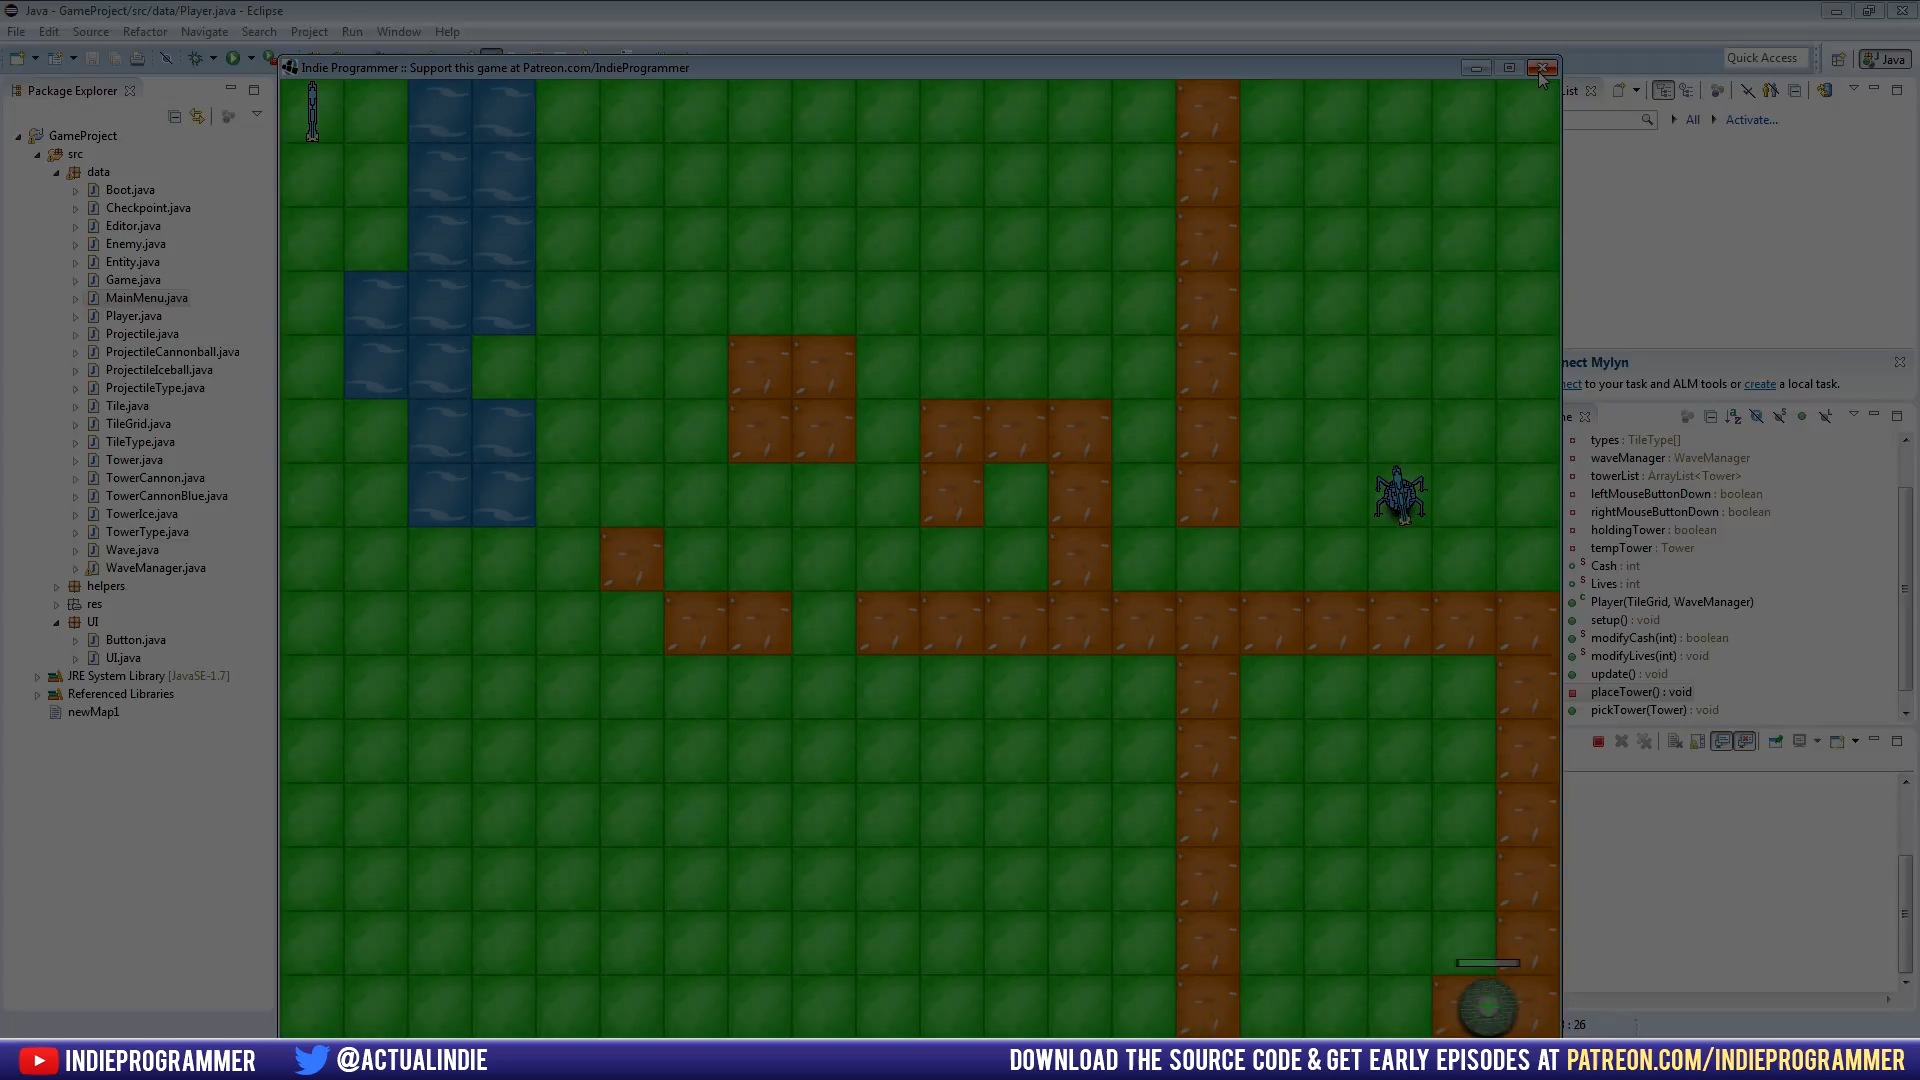 Java - GameProject/src/data/Player.java - Eclipse
File Edit Source Refactor Navigate Search Project Run Window Help
Quick Access
Java
Indie Programmer :: Support this game at Patreon.com/IndieProgrammer
Package Explorer
GameProject
src
data
Boot.java
Checkpoint.java
Editor.java
Enemy.java
Entity.java
Game.java
MainMenu.java
Player.java
Projectile.java
ProjectileCannonball.java
ProjectileIceball.java
ProjectileType.java
Tile.java
TileGrid.java
TileType.java
Tower.java
TowerCannon.java
TowerCannonBlue.java
TowerIce.java
TowerType.java
Wave.java
WaveManager.java
helpers
res
UI
Button.java
UI.java
JRE System Library [JavaSE-1.7]
Referenced Libraries
newMap1
List
All Activate...
nect Mylyn
nect to your task and ALM tools or create a local task.
ne
types : TileType[]
waveManager : WaveManager
towerList : ArrayList<Tower>
leftMouseButtonDown : boolean
rightMouseButtonDown : boolean
holdingTower : boolean
tempTower : Tower
Cash : int
Lives : int
Player(TileGrid, WaveManager)
setup() : void
modifyCash(int) : boolean
modifyLives(int) : void
update() : void
placeTower() : void
pickTower(Tower) : void
: 26
INDIEPROGRAMMER
@ACTUALINDIE
DOWNLOAD THE SOURCE CODE & GET EARLY EPISODES AT PATREON.COM/INDIEPROGRAMMER